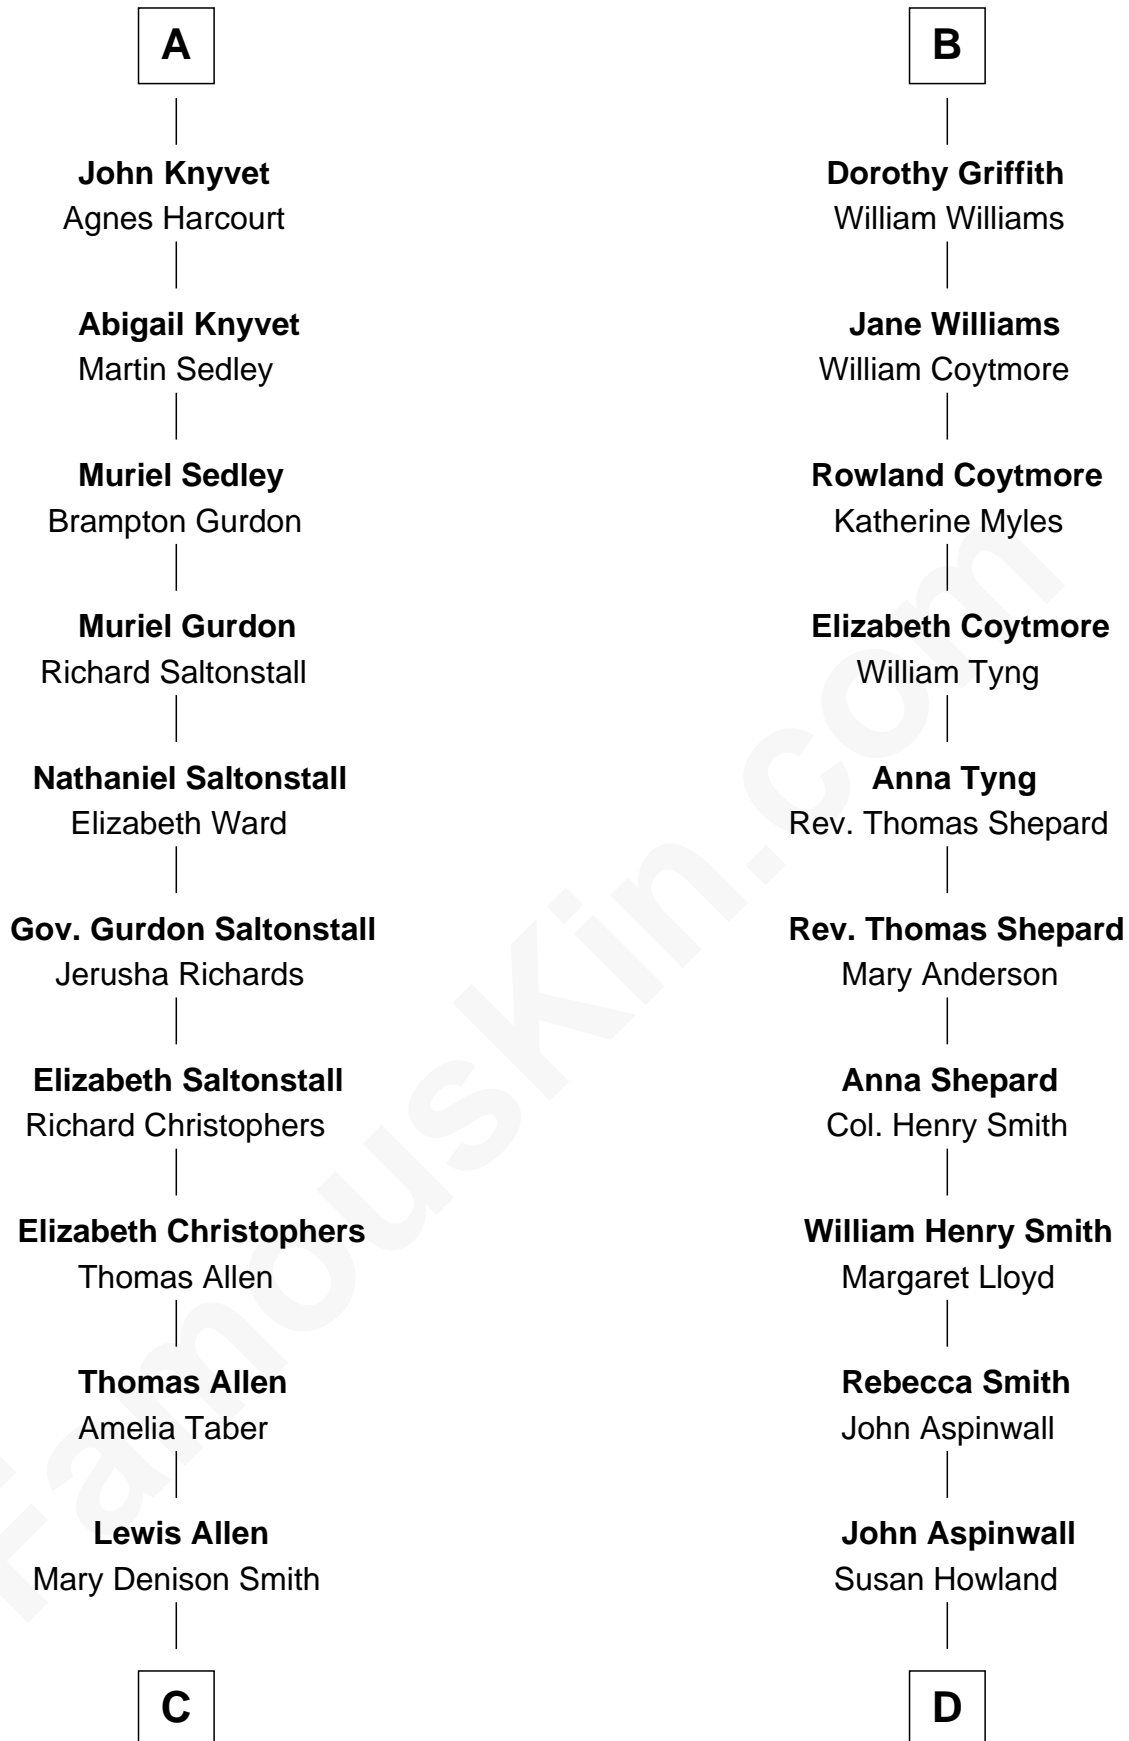 A
John Knyvet
Agnes Harcourt
Abigail Knyvet
Martin Sedley
Muriel Sedley
Brampton Gurdon
Muriel Gurdon
Richard Saltonstall
Nathaniel Saltonstall
Elizabeth Ward
Gov. Gurdon Saltonstall
Jerusha Richards
Elizabeth Saltonstall
Richard Christophers
Elizabeth Christophers
Thomas Allen
Thomas Allen
Amelia Taber
Lewis Allen
Mary Denison Smith
C
B
Dorothy Griffith
William Williams
Jane Williams
William Coytmore
Rowland Coytmore
Katherine Myles
Elizabeth Coytmore
William Tyng
Anna Tyng
Rev. Thomas Shepard
Rev. Thomas Shepard
Mary Anderson
Anna Shepard
Col. Henry Smith
William Henry Smith
Margaret Lloyd
Rebecca Smith
John Aspinwall
John Aspinwall
Susan Howland
D
FamousKin.com